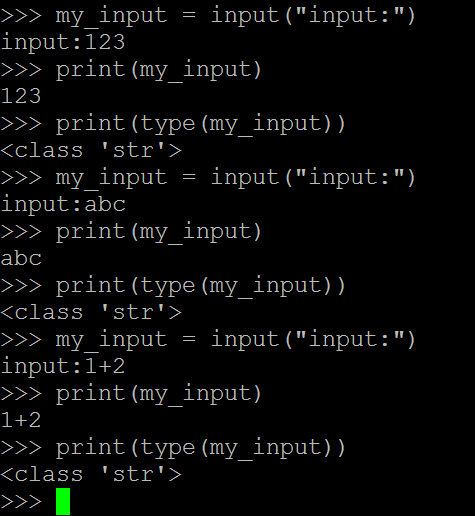 >>> my_input = input("input:")
input:123
>>> print(my_input)
123
>>> print(type(my_input))
<class 'str'>
>>> my_input = input("input:")
input:abc
>>> print(my_input)
abc
>>> print(type(my_input))
<class 'str'>
>>> my_input = input("input:")
input:1+2
>>> print(my_input)
1+2
>>> print(type(my_input))
<class 'str'>
>>>